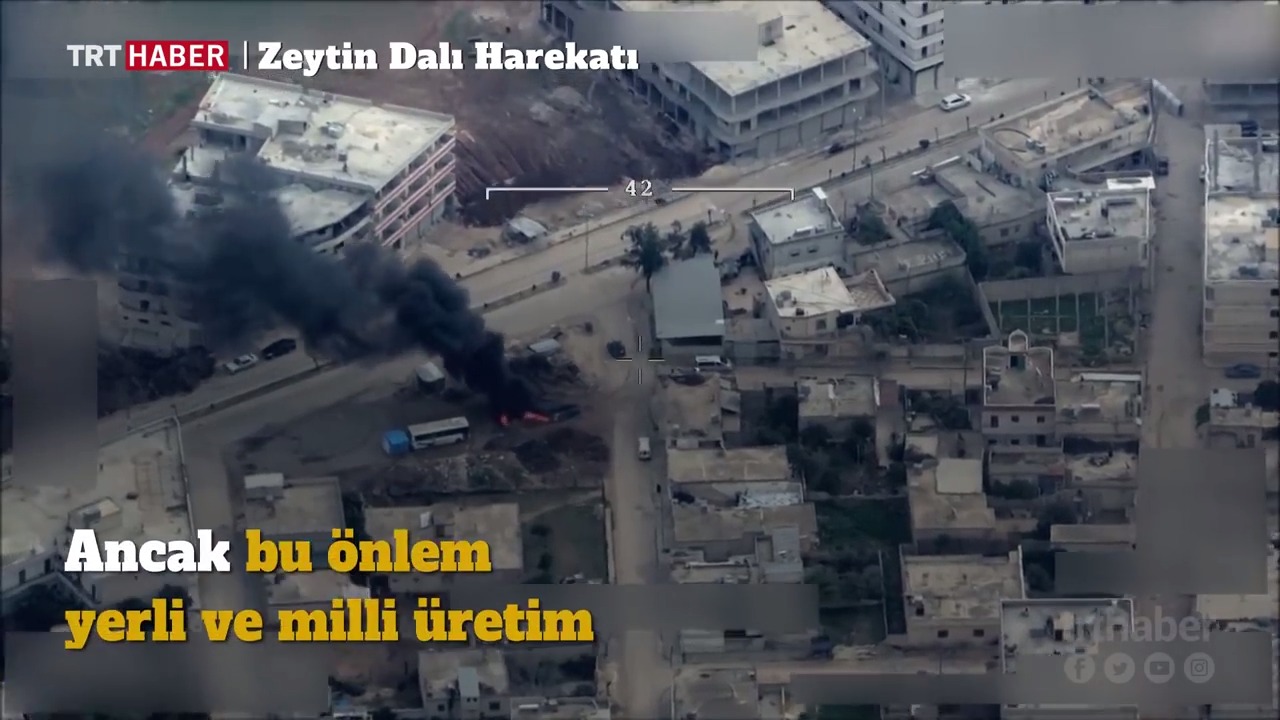 TRT HABER | Zeytin Dalı Harekatı
42
Ancak bu önlem
yerli ve milli üretim
trthaber